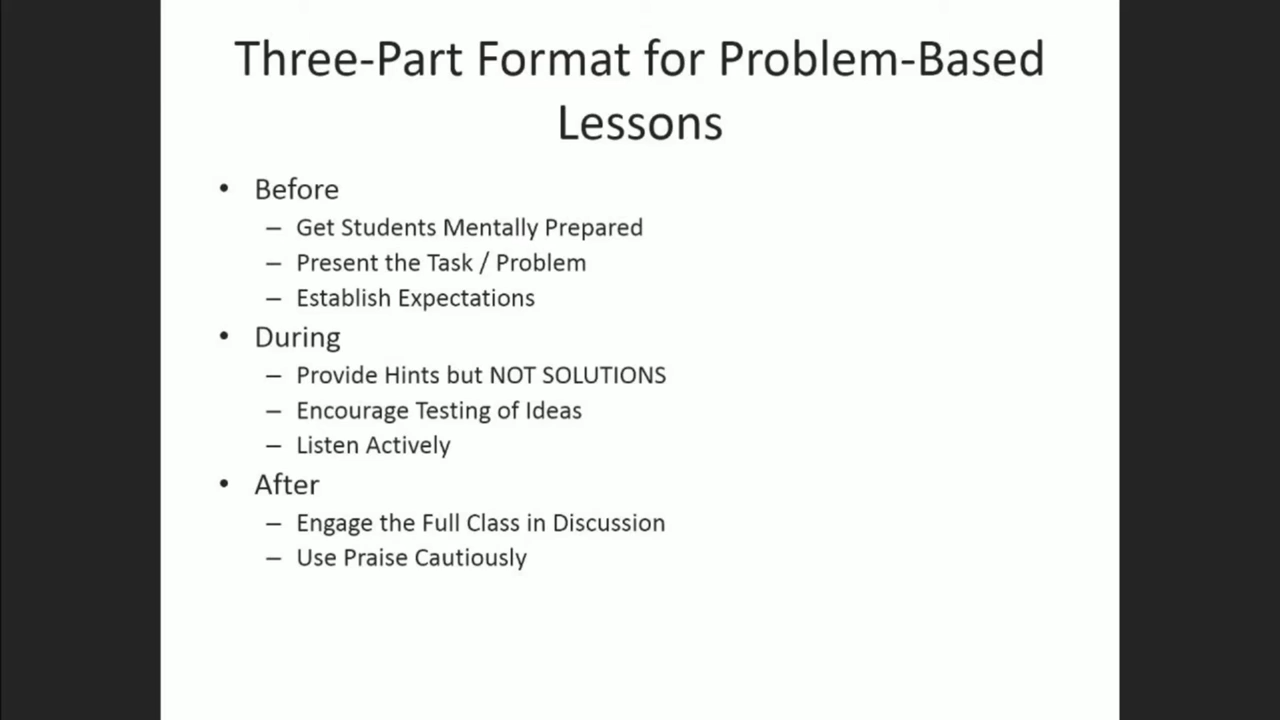 Three-Part Format for Problem-Based
Lessons
• Before
– Get Students Mentally Prepared
– Present the Task / Problem
– Establish Expectations
• During
– Provide Hints but NOT SOLUTIONS
– Encourage Testing of Ideas
– Listen Actively
• After
– Engage the Full Class in Discussion
– Use Praise Cautiously